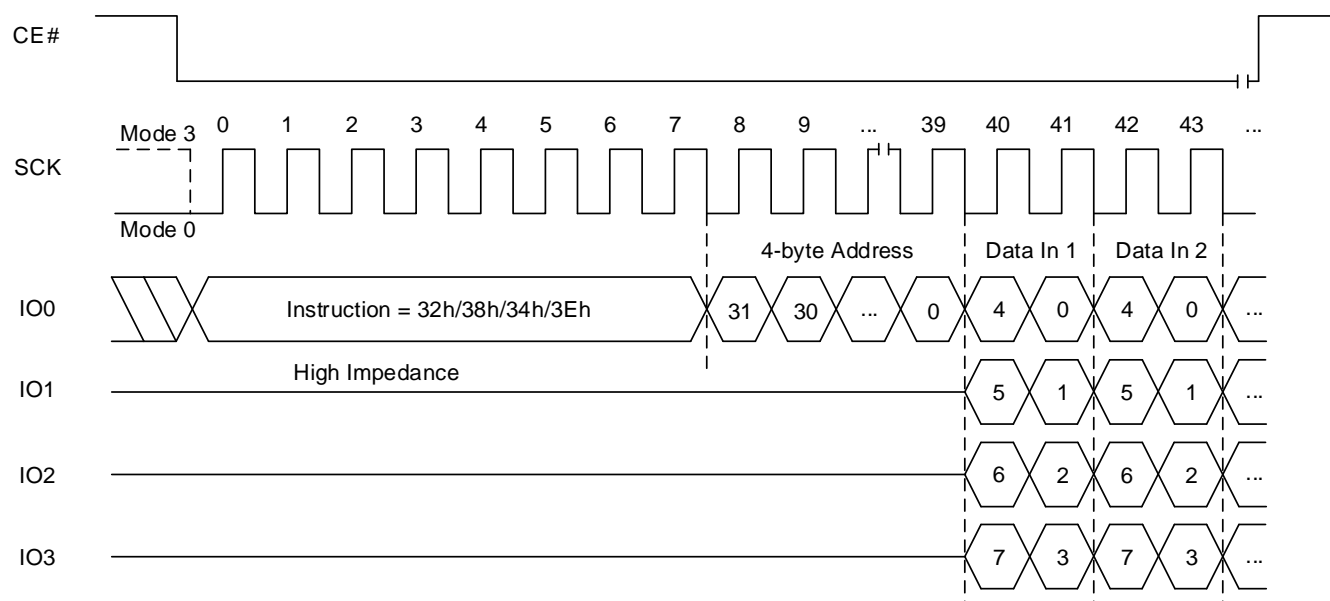 CE#
Mode 3 0 1 2 3 4 5 6 7 8 9 ... 39 40 41 42 43 ...
SCK
Mode 0
4-byte Address Data In 1 Data In 2
IO0 Instruction = 32h/38h/34h/3Eh 31 30 ... 0 4 0 4 0 ...
High Impedance
IO1 5 1 5 1 ...
IO2 6 2 6 2 ...
IO3 7 3 7 3 ...